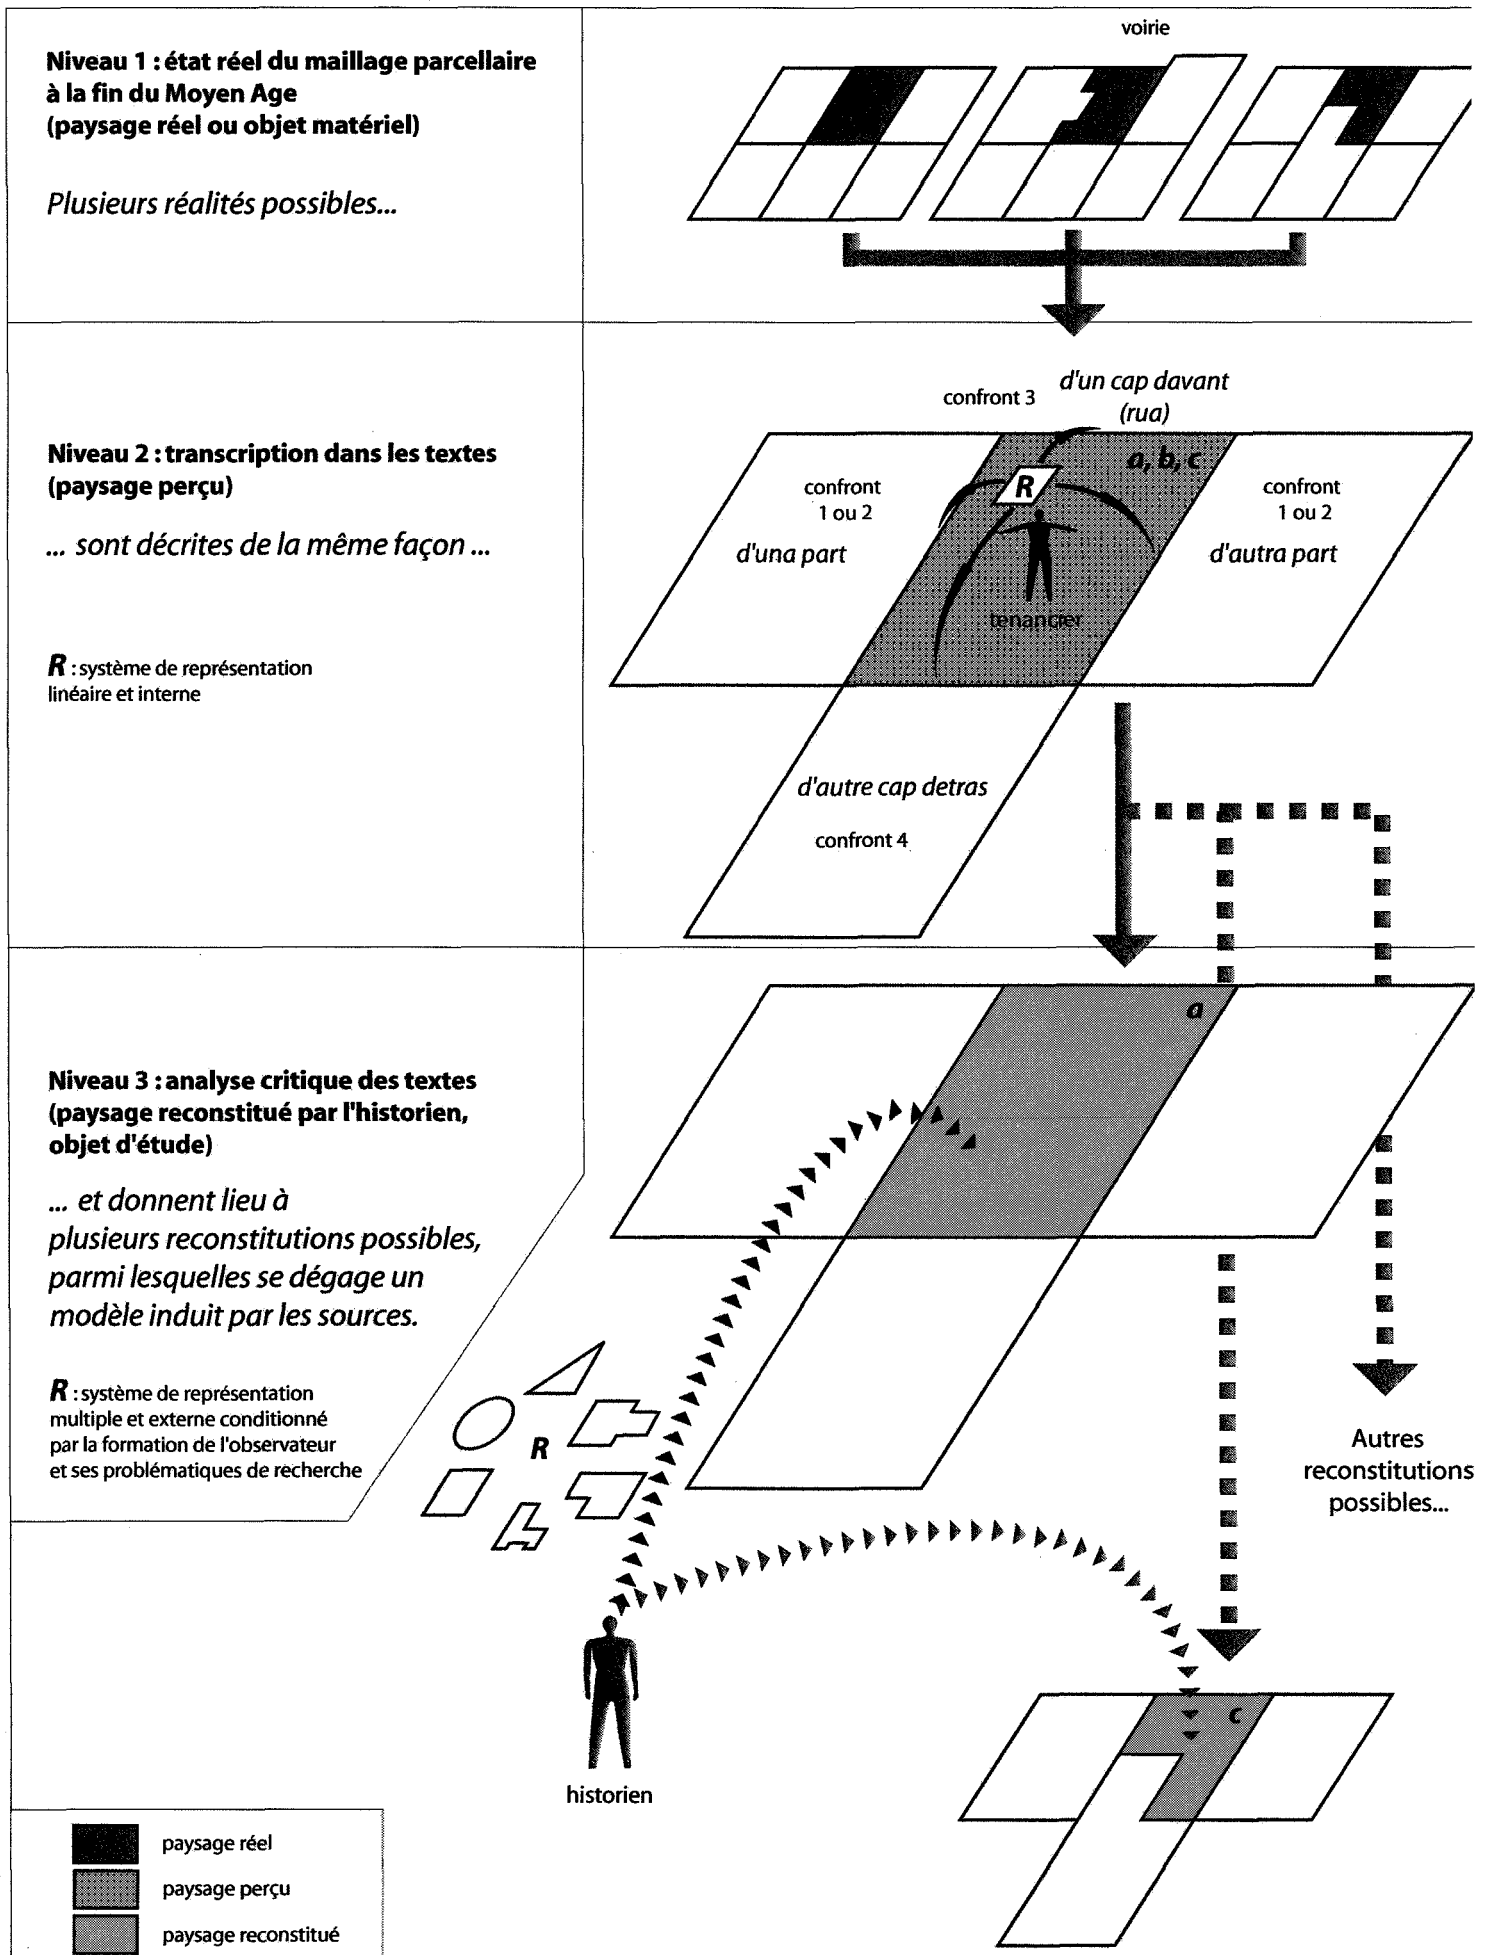 Niveau 1 : état réel du maillage parcellaire
à la fin du Moyen Age
(paysage réel ou objet matériel)
Plusieurs réalités possibles...
voirie
Niveau 2 : transcription dans les textes
(paysage perçu)
... sont décrites de la même façon ...
R : système de représentation
linéaire et interne
confront 3
d'un cap davant
(rua)
a, b, c
R
confront
1 ou 2
d'una part
confront
1 ou 2
d'autra part
tenancier
d'autre cap detras
confront 4
Niveau 3 : analyse critique des textes
(paysage reconstitué par l'historien,
objet d'étude)
... et donnent lieu à
plusieurs reconstitutions possibles,
parmi lesquelles se dégage un
modèle induit par les sources.
R : système de représentation
multiple et externe conditionné
par la formation de l'observateur
et ses problématiques de recherche
a
R
Autres
reconstitutions
possibles...
historien
c
paysage réel
paysage perçu
paysage reconstitué